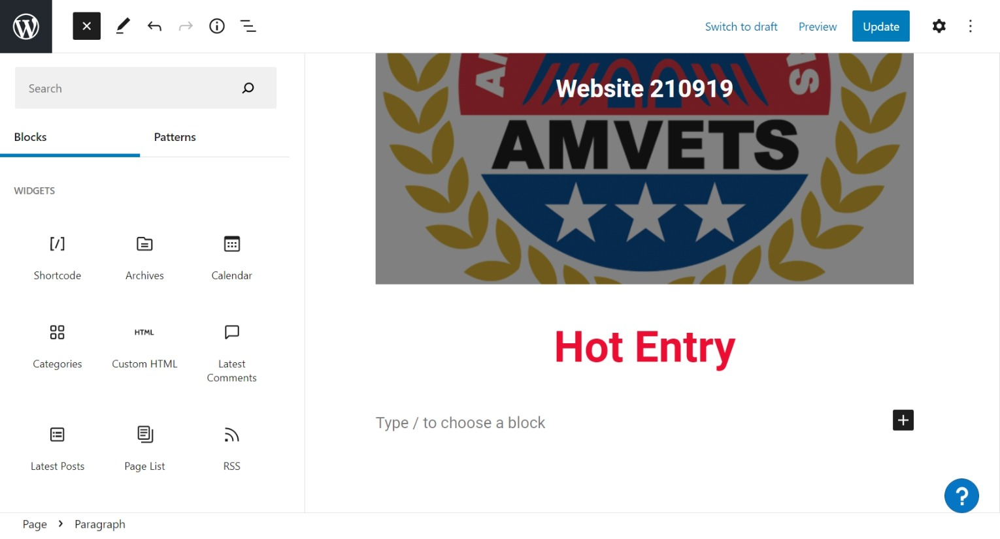 Switch to draft
Preview
Update
Search
Blocks
Patterns
WIDGETS
[/]
Shortcode
Archives
Calendar
Categories
HTML
Custom HTML
Latest
Comments
Latest Posts
Page List
RSS
Website 210919
AMVETS
Hot Entry
Type / to choose a block
?
Page
Paragraph